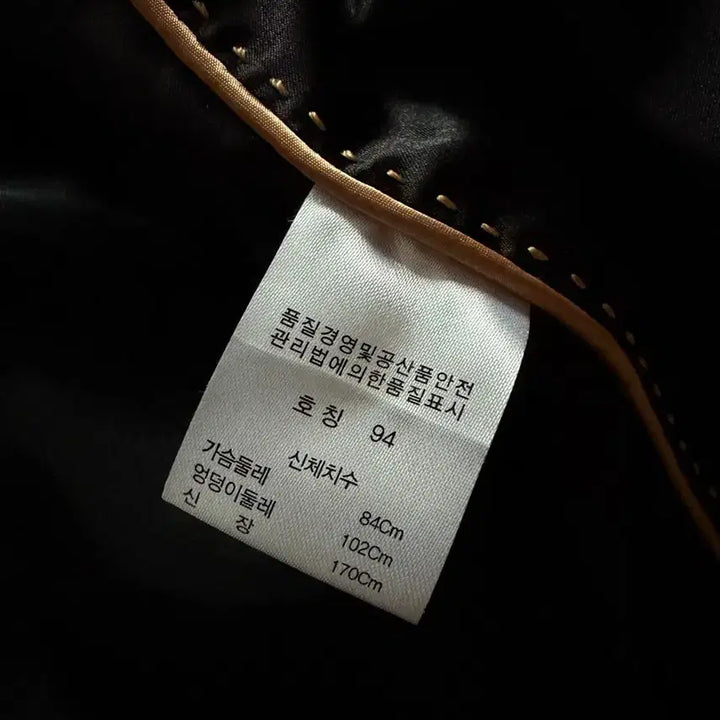 품질경영및공산품안전
관리법에의한품질표시
호칭 94
신체치수
가슴둘레 84Cm
엉덩이둘레 102Cm
신장 170Cm